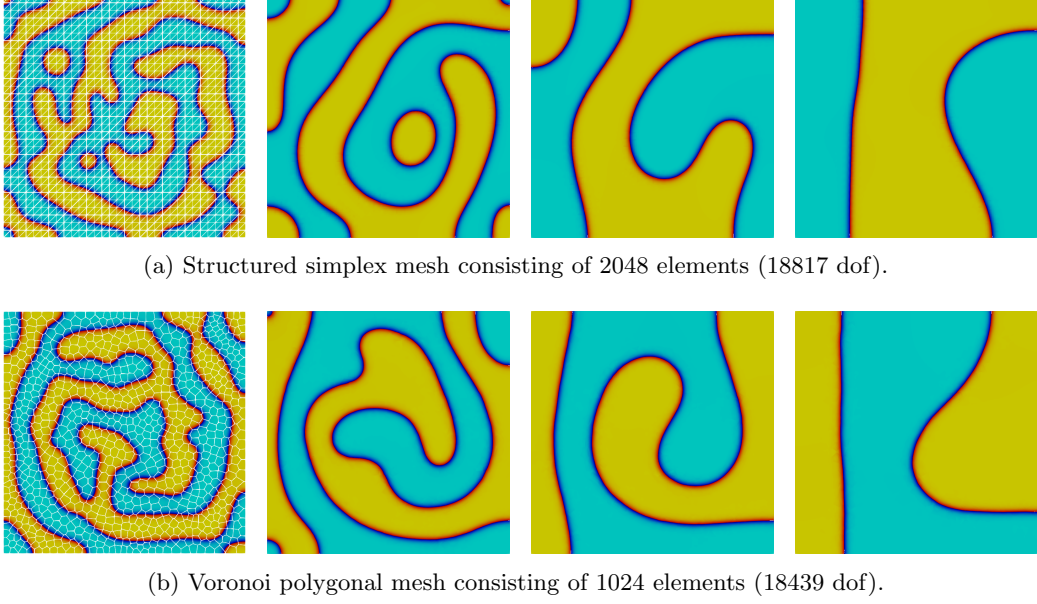 (a) Structured simplex mesh consisting of 2048 elements (18817 dof).
(b) Voronoi polygonal mesh consisting of 1024 elements (18439 dof).